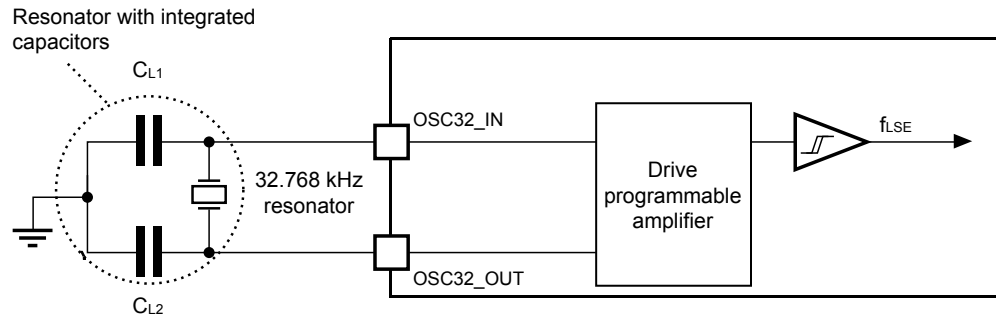 Resonator with integrated
capacitors
CL1
OSC32_IN
fLSE
32.768 kHz
resonator
Drive
programmable
amplifier
OSC32_OUT
CL2